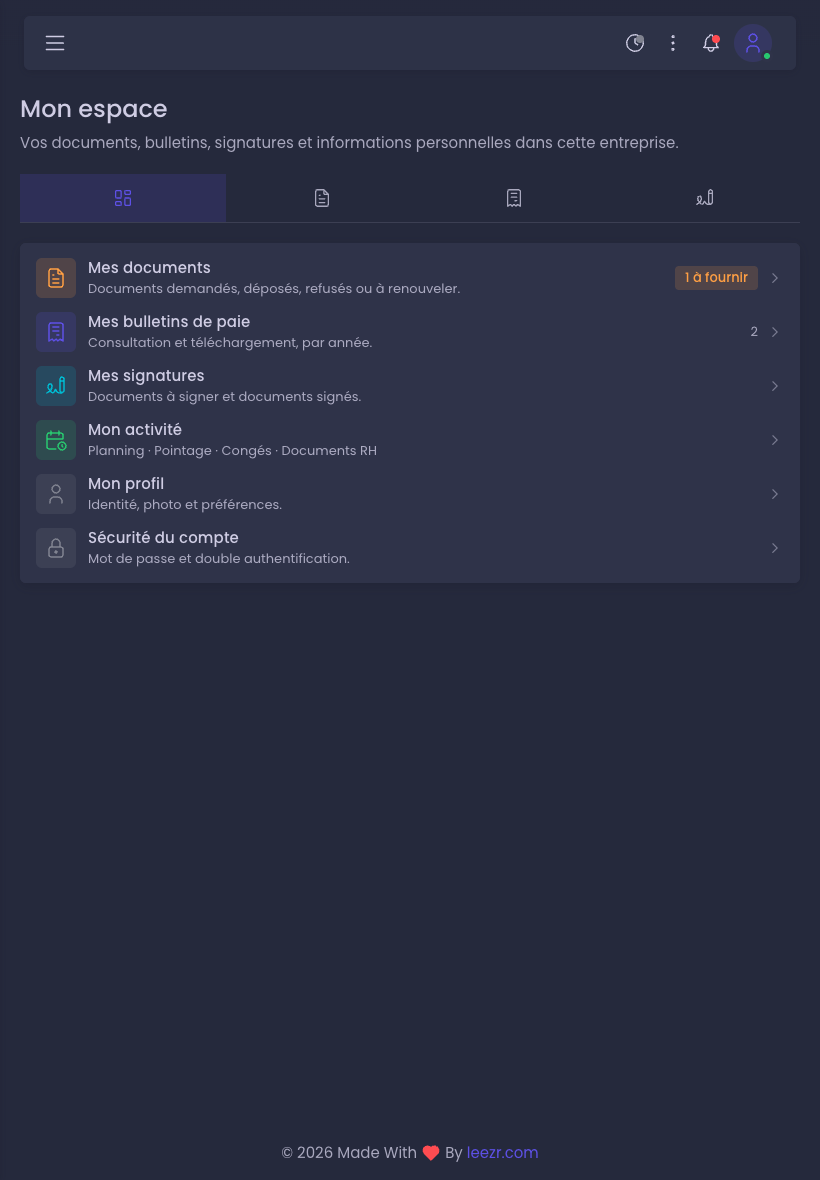 Mon espace
Vos documents, bulletins, signatures et informations personnelles dans cette entreprise.
Mes documents
Documents demandés, déposés, refusés ou à renouveler.
1 à fournir
Mes bulletins de paie
Consultation et téléchargement, par année.
2
Mes signatures
Documents à signer et documents signés.
Mon activité
Planning · Pointage · Congés · Documents RH
Mon profil
Identité, photo et préférences.
Sécurité du compte
Mot de passe et double authentification.
© 2026 Made With ❤ By leezr.com